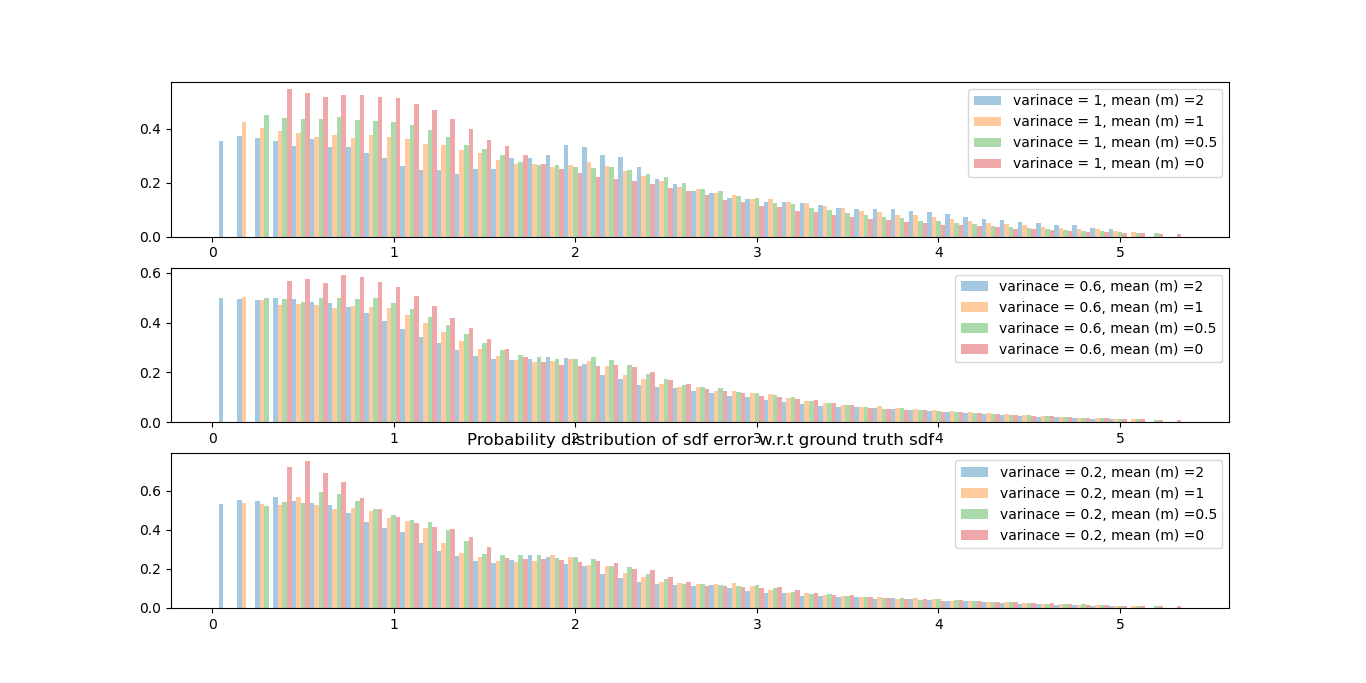 0.4
0.2
0.0
varinace = 1, mean (m) =2
varinace = 1, mean (m) =1
varinace = 1, mean (m) =0.5
varinace = 1, mean (m) =0
0 1 2 3 4 5
0.6
0.4
0.2
0.0
varinace = 0.6, mean (m) =2
varinace = 0.6, mean (m) =1
varinace = 0.6, mean (m) =0.5
varinace = 0.6, mean (m) =0
0 1 2 3 4 5
Probability distribution of sdf error w.r.t ground truth sdf
0.6
0.4
0.2
0.0
varinace = 0.2, mean (m) =2
varinace = 0.2, mean (m) =1
varinace = 0.2, mean (m) =0.5
varinace = 0.2, mean (m) =0
0 1 2 3 4 5